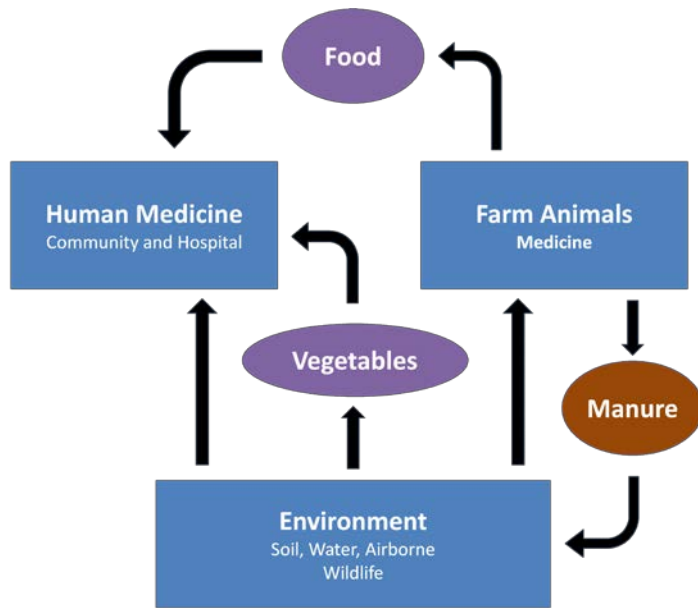 Food
Human Medicine
Community and Hospital
Farm Animals
Medicine
Vegetables
Manure
Environment
Soil, Water, Airborne
Wildlife